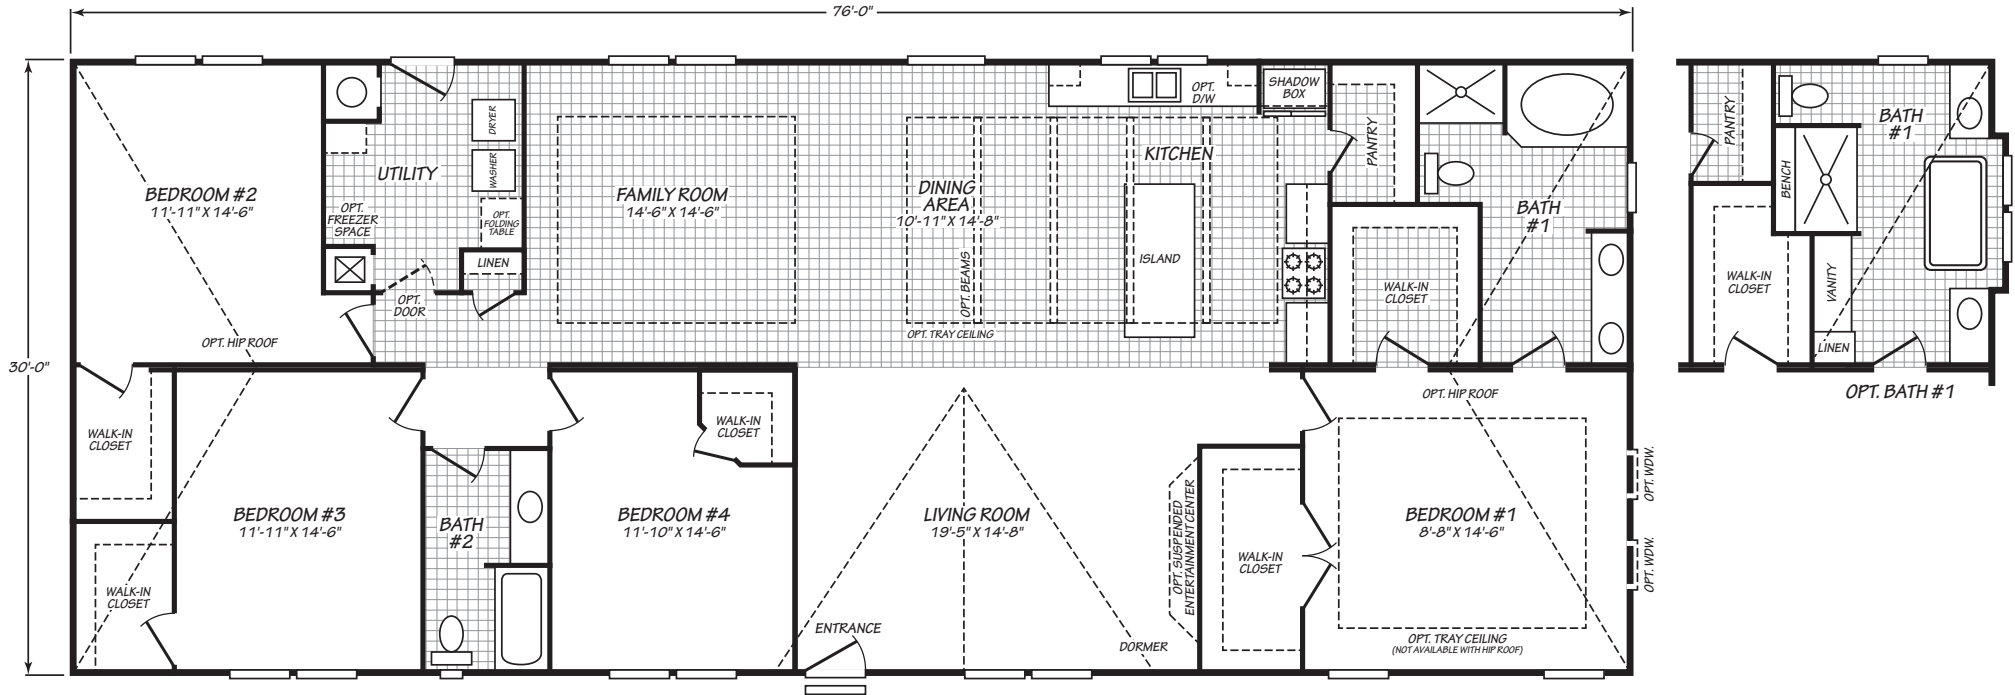 76'-0"
30'-0"
BEDROOM #2
11'-11" X 14'-6"
OPT. HIP ROOF
UTILITY
DRYER
WASHER
OPT.
FOLDING
TABLE
OPT.
FREEZER
SPACE
LINEN
OPT.
DOOR
FAMILY ROOM
14'-6" X 14'-6"
DINING
AREA
10'-11" X 14'-8"
OPT. BEAMS
OPT. TRAY CEILING
KITCHEN
ISLAND
OPT.
D/W
SHADOW
BOX
PANTRY
WALK-IN
CLOSET
BATH
#1
WALK-IN
CLOSET
BEDROOM #3
11'-11" X 14'-6"
WALK-IN
CLOSET
BATH
#2
BEDROOM #4
11'-10" X 14'-6"
WALK-IN
CLOSET
LIVING ROOM
19'-5" X 14'-8"
ENTRANCE
DORMER
OPT. SUSPENDED
ENTERTAINMENT CENTER
WALK-IN
CLOSET
OPT. HIP ROOF
BEDROOM #1
8'-8" X 14'-6"
OPT. TRAY CEILING
(NOT AVAILABLE WITH HIP ROOF)
OPT. WDW.
OPT. WDW.
PANTRY
BATH
#1
BENCH
WALK-IN
CLOSET
VANITY
LINEN
OPT. BATH #1